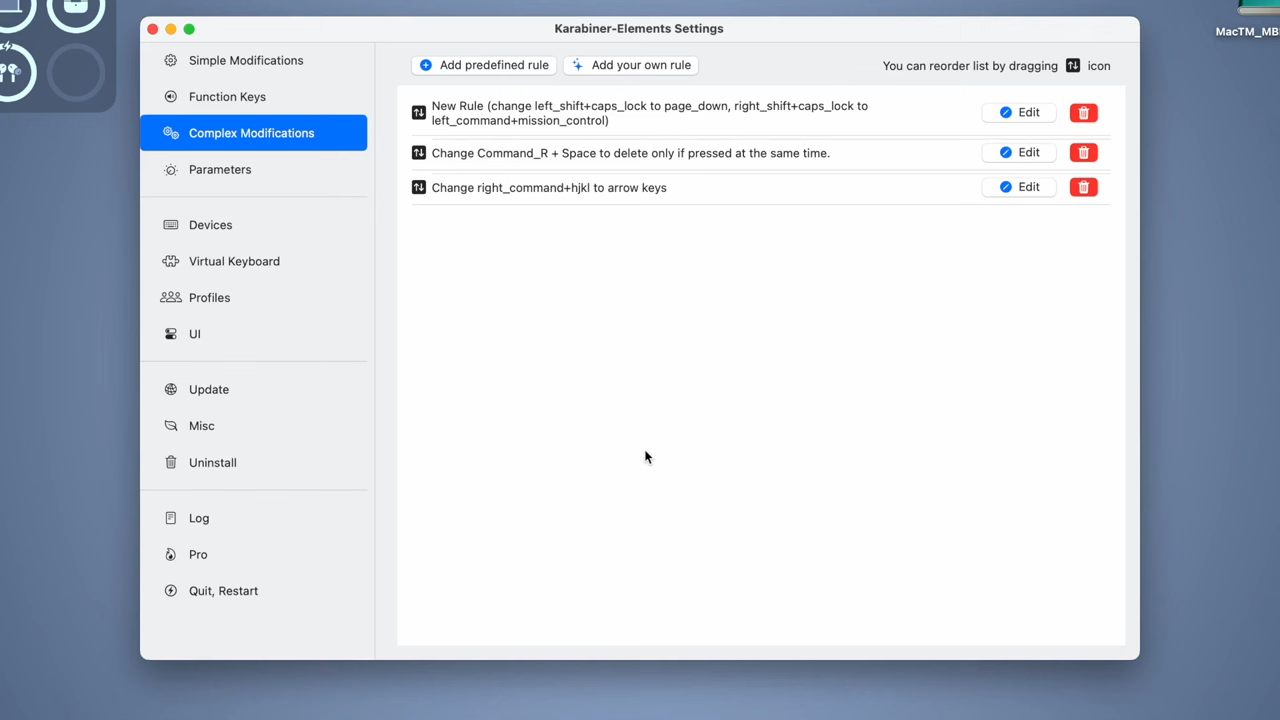 Karabiner-Elements Settings
MacTM_MB
Simple Modifications
Function Keys
Complex Modifications
Parameters
Devices
Virtual Keyboard
Profiles
UI
Update
Misc
Uninstall
Log
Pro
Quit, Restart
Add predefined rule
Add your own rule
You can reorder list by dragging icon
New Rule (change left_shift+caps_lock to page_down, right_shift+caps_lock to
left_command+mission_control)
Edit
Change Command_R + Space to delete only if pressed at the same time.
Edit
Change right_command+hjkl to arrow keys
Edit